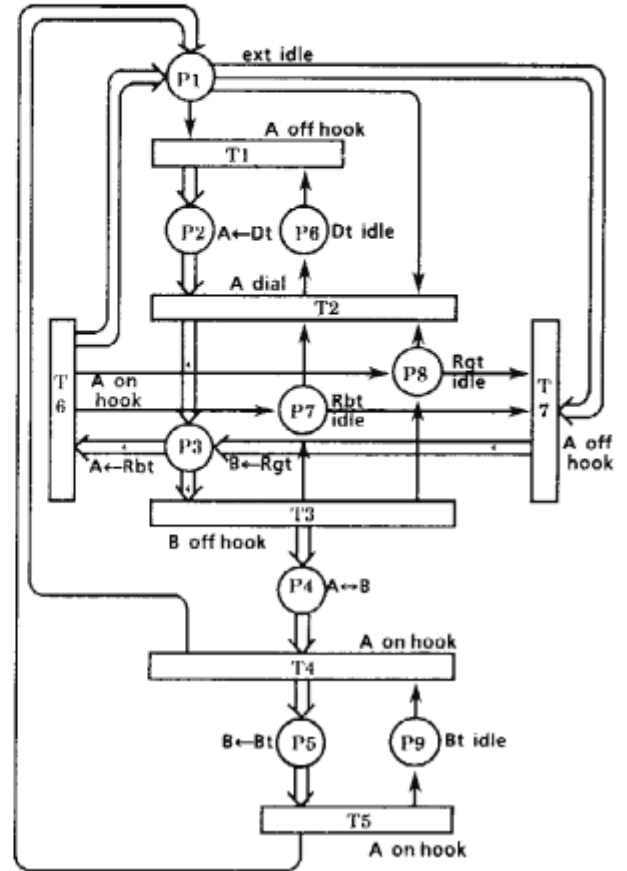 ext idle
P1
A off hook
T1
P2
A←Dt
P6
Dt idle
A dial
T2
T
6
A on
hook
P8
Rgt
idle
T
7
P7
Rbt
idle
P3
A←Rbt
B←Rgt
A off
hook
T3
B off hook
P4
A↔B
A on hook
T4
B←Bt
P5
P9
Bt idle
T5
A on hook